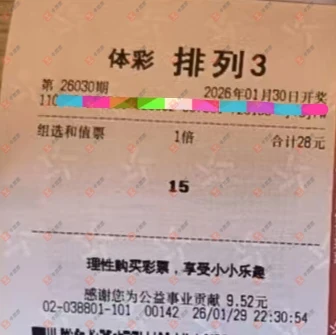 体彩 排列3
第 26030期 2026年01月30日开奖
组选和值票 1倍 合计28元
15
理性购买彩票，享受小小乐趣
感谢您为公益事业贡献 9.52元
02-038801-101 00142 26/01/29 22:30:54